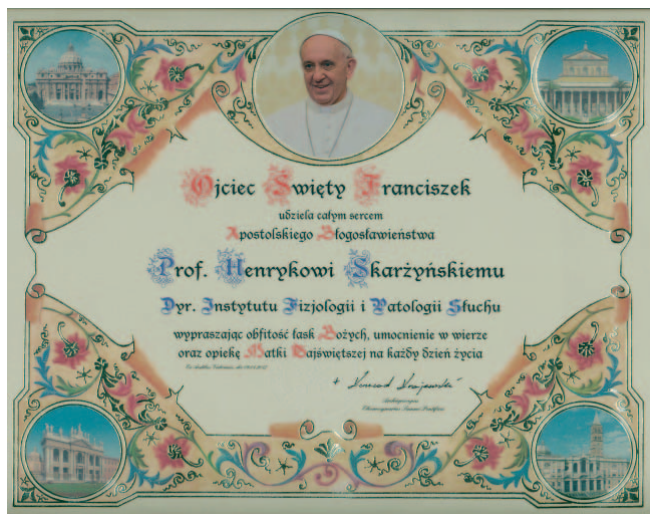 Ojciec Święty Franciszek
udziela całym sercem
Apostolskiego Błogosławieństwa
Prof. Henrykowi Skarżyńskiemu
Dyr. Instytutu Fizjologii i Patologii Słuchu
wypraszając obfitość łask Bożych, umocnienie w wierze
oraz opiekę Matki Najświętszej na każdy dzień życia